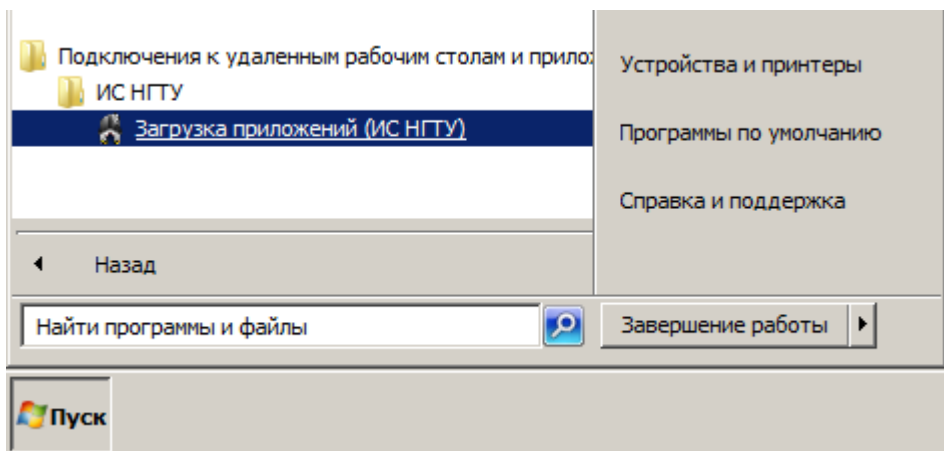 Подключения к удаленным рабочим столам и
ИС НГТУ
Загрузка приложений (ИС НГТУ)
Назад
Найти программы и файлы
Устройства и принтеры
Программы по умолчанию
Справка и поддержка
Завершение работы
Пуск